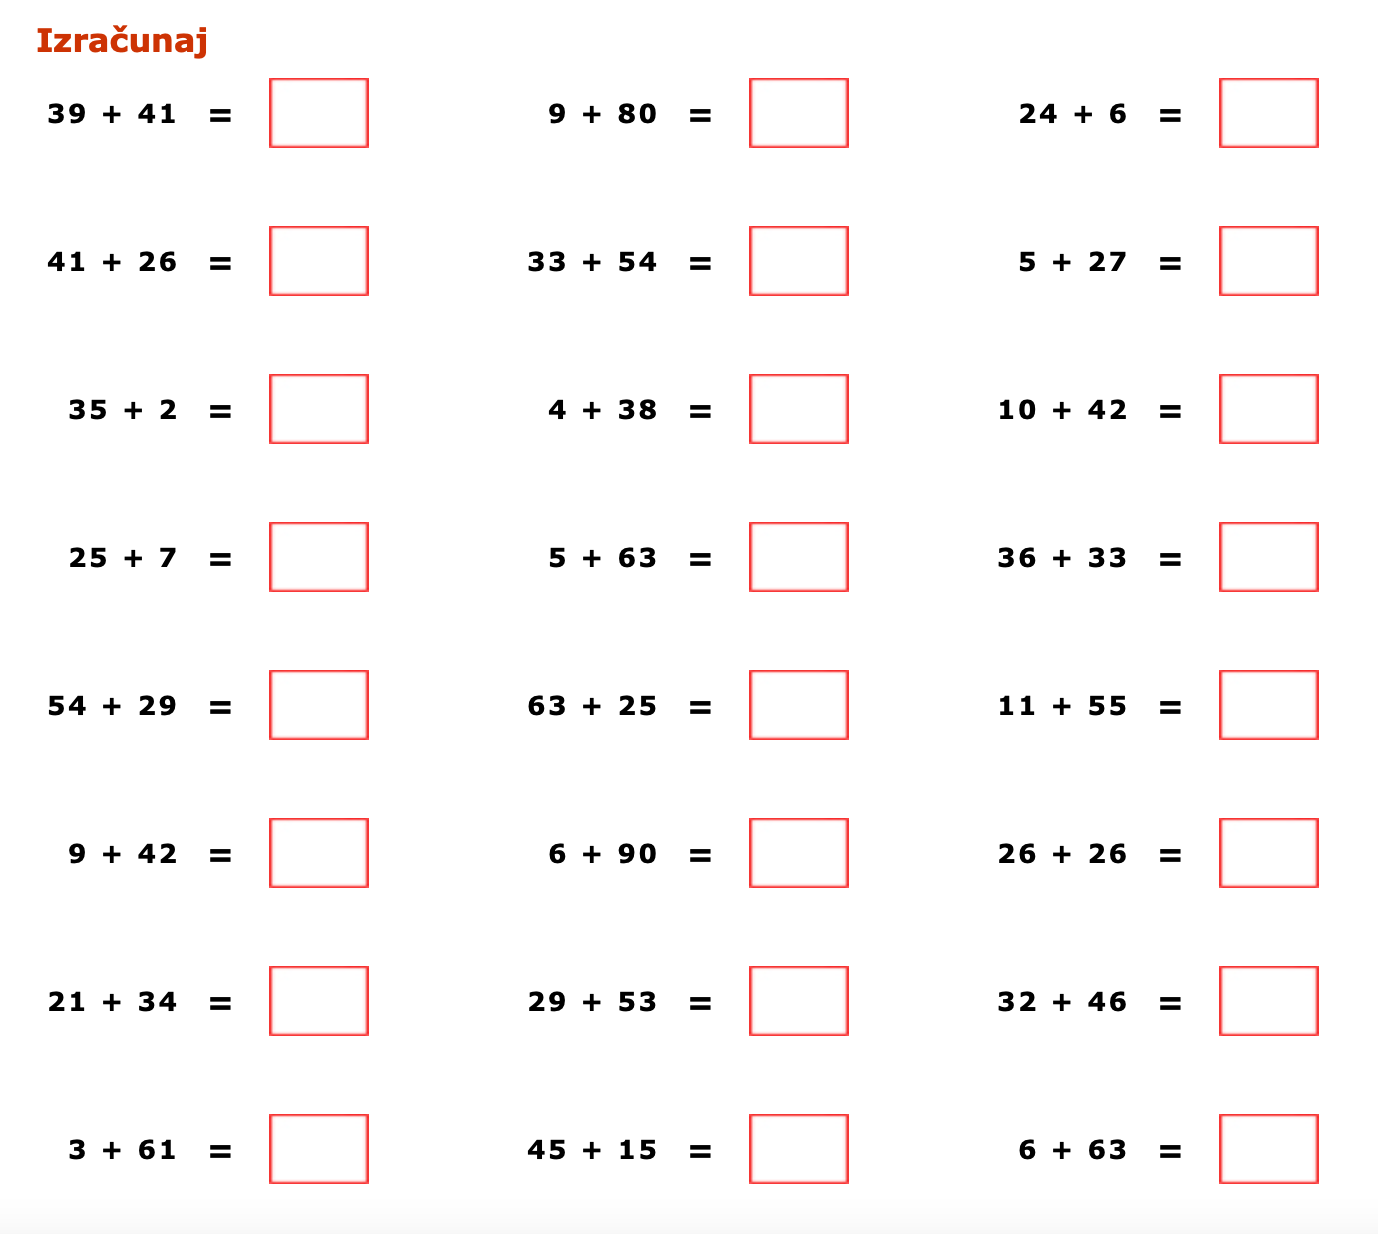 Izračunaj
39 + 41 = 9 + 80 = 24 + 6 =
41 + 26 = 33 + 54 = 5 + 27 =
35 + 2 = 4 + 38 = 10 + 42 =
25 + 7 = 5 + 63 = 36 + 33 =
54 + 29 = 63 + 25 = 11 + 55 =
9 + 42 = 6 + 90 = 26 + 26 =
21 + 34 = 29 + 53 = 32 + 46 =
3 + 61 = 45 + 15 = 6 + 63 =